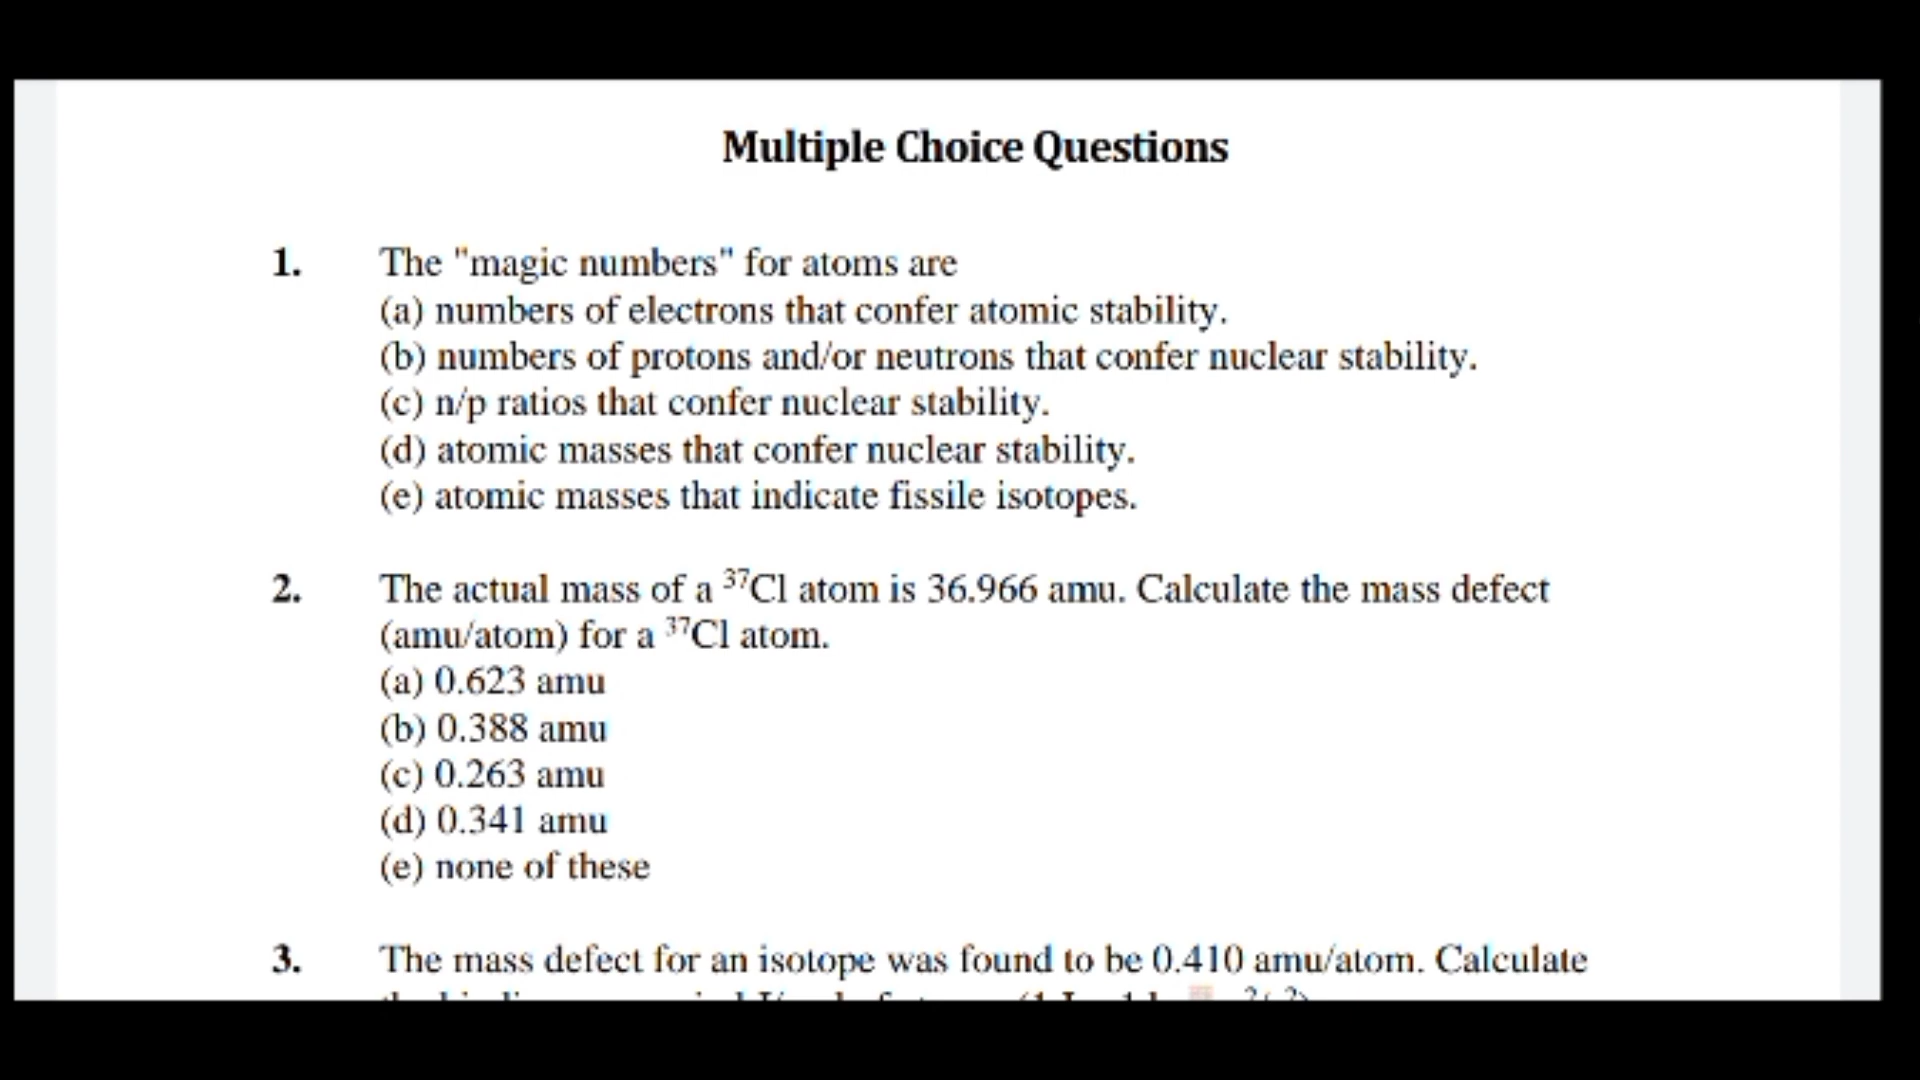 Multiple Choice Questions
1. The "magic numbers" for atoms are
(a) numbers of electrons that confer atomic stability.
(b) numbers of protons and/or neutrons that confer nuclear stability.
(c) n/p ratios that confer nuclear stability.
(d) atomic masses that confer nuclear stability.
(e) atomic masses that indicate fissile isotopes.
2. The actual mass of a ³⁷Cl atom is 36.966 amu. Calculate the mass defect
(amu/atom) for a ³⁷Cl atom.
(a) 0.623 amu
(b) 0.388 amu
(c) 0.263 amu
(d) 0.341 amu
(e) none of these
3. The mass defect for an isotope was found to be 0.410 amu/atom. Calculate